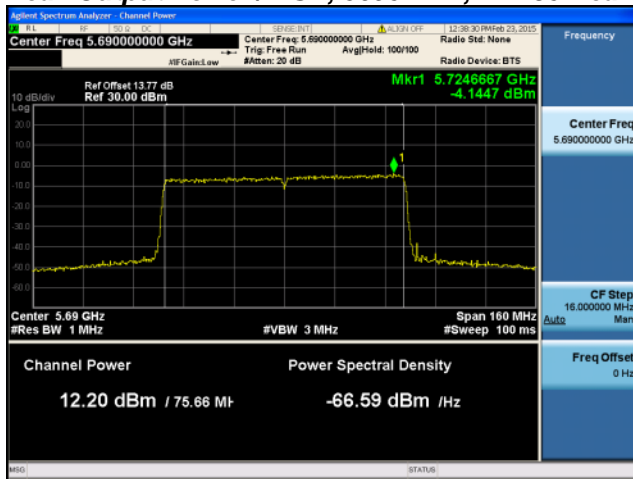 Agilent Spectrum Analyzer - Channel Power
RL RF 50 Ω DC SENSE:INT ALIGN OFF 12:38:30 PMFeb 23, 2015
Center Freq 5.690000000 GHz
Center Freq: 5.690000000 GHz
Radio Std: None
Trig: Free Run Avg|Hold: 100/100
#IFGain:Low #Atten: 20 dB Radio Device: BTS
Frequency
Mkr1 5.7246667 GHz
-4.1447 dBm
Ref Offset 13.77 dB
10 dB/div Ref 30.00 dBm
Log
20.0
10.0
0.00
-10.0
-20.0
-30.0
-40.0
-50.0
-60.0
1
Center Freq
5.690000000 GHz
Center 5.69 GHz Span 160 MHz
#Res BW 1 MHz #VBW 3 MHz #Sweep 100 ms
CF Step
16.000000 MHz
Auto Man
Freq Offset
0 Hz
Channel Power Power Spectral Density
12.20 dBm / 75.66 MH -66.59 dBm /Hz
MSG STATUS